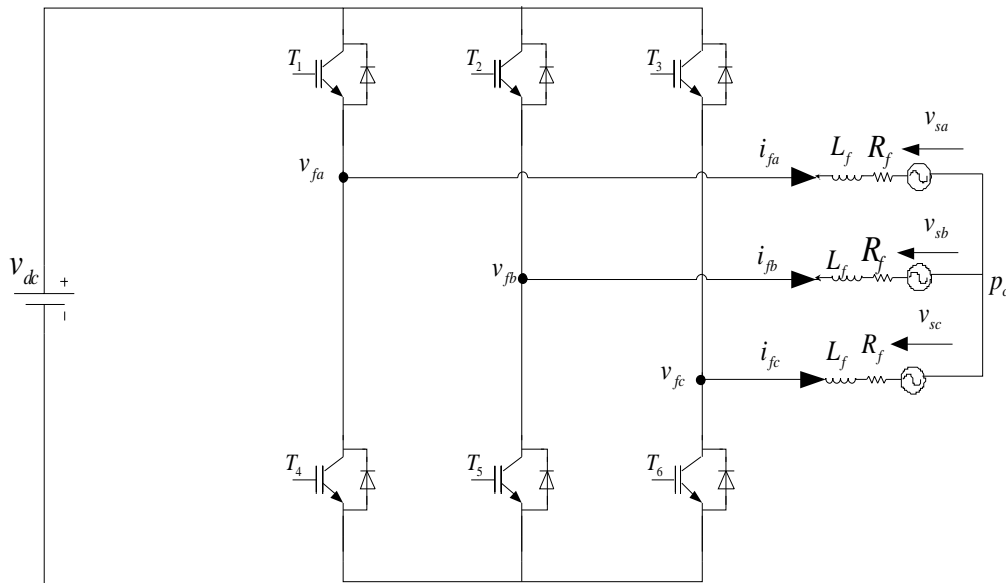 T1
T2
T3
vsa
ifa
Lf
Rf
vfa
vsb
ifb
Lf
Rf
vdc
+
-
vfb
po
vsc
ifc
Lf
Rf
vfc
T4
T5
T6